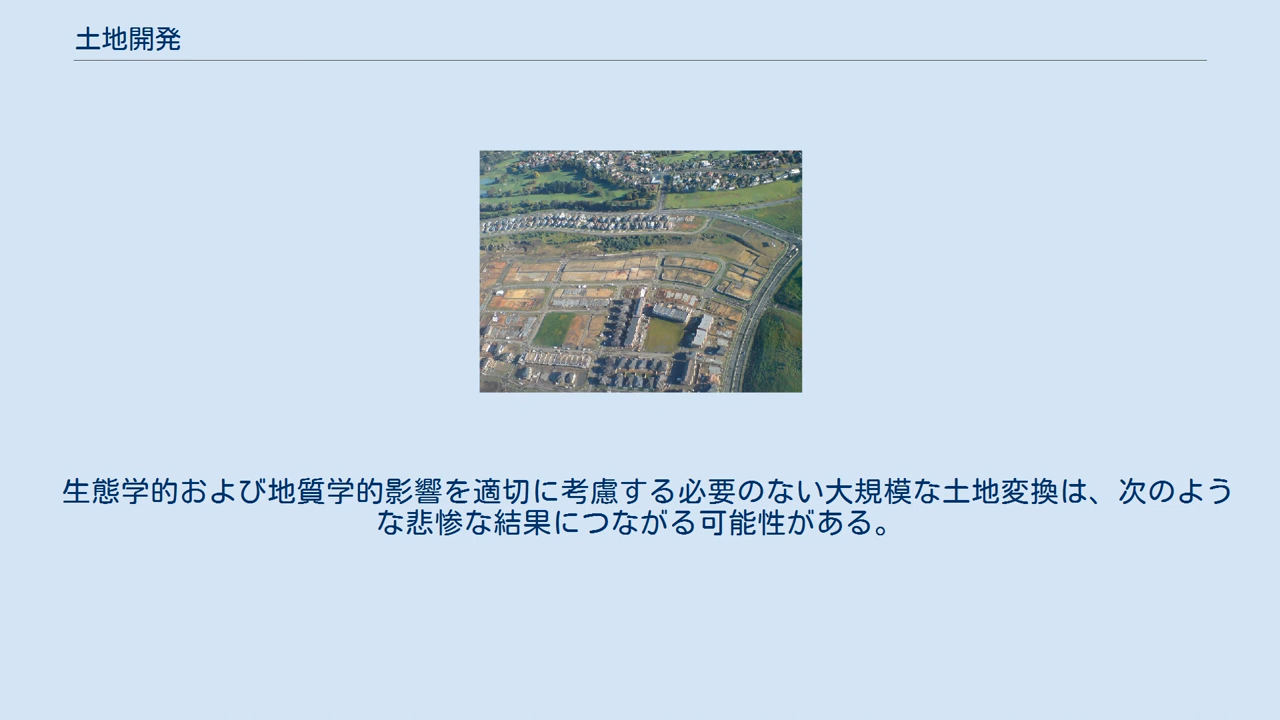 土地開発
生態学的および地質学的影響を適切に考慮する必要のない大規模な土地変換は、次のよう
な悲惨な結果につながる可能性がある。